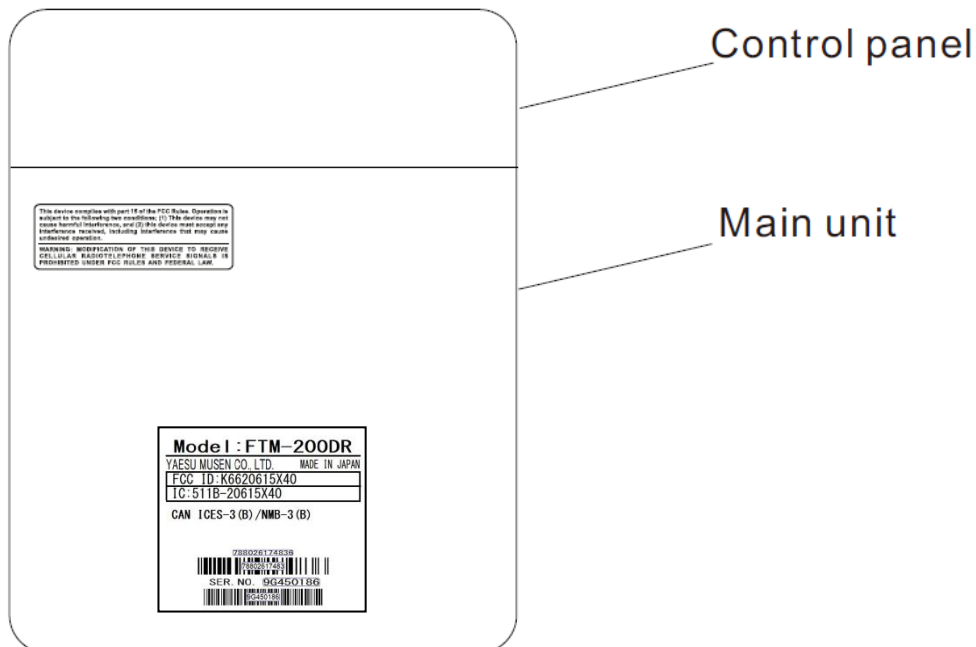 Control panel
Main unit
This device complies with part 15 of the FCC Rules. Operation is
subject to the following two conditions; (1) This device may not
cause harmful interference, and (2) this device must accept any
interference received, including interference that may cause
undesired operation.
WARNING: MODIFICATION OF THIS DEVICE TO RECEIVE
CELLULAR RADIOTELEPHONE SERVICE SIGNALS IS
PROHIBITED UNDER FCC RULES AND FEDERAL LAW.
Model:FTM-200DR
YAESU MUSEN CO., LTD. MADE IN JAPAN
FCC ID:K6620615X40
IC:511B-20615X40
CAN ICES-3(B)/NMB-3(B)
788026174839
78802617483
SER. NO. 9G450186
9G450186